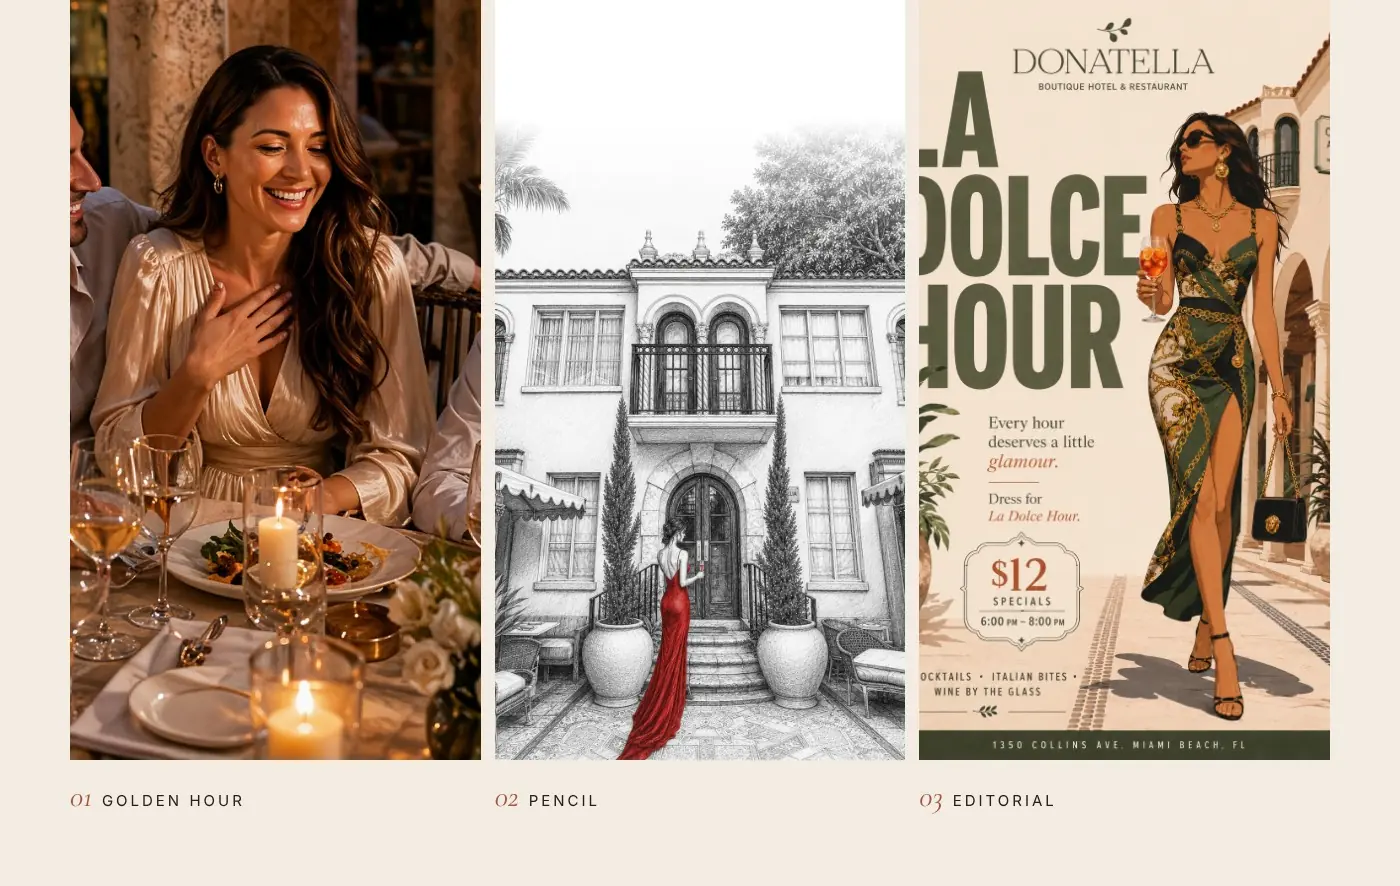 DONATELLA
BOUTIQUE HOTEL & RESTAURANT
LA
DOLCE
HOUR
Every hour
deserves a little
glamour.
Dress for
La Dolce Hour.
$12
SPECIALS
6:00 PM – 8:00 PM
OCKTAILS • ITALIAN BITES •
WINE BY THE GLASS
1350 COLLINS AVE. MIAMI BEACH, FL
01 GOLDEN HOUR
02 PENCIL
03 EDITORIAL